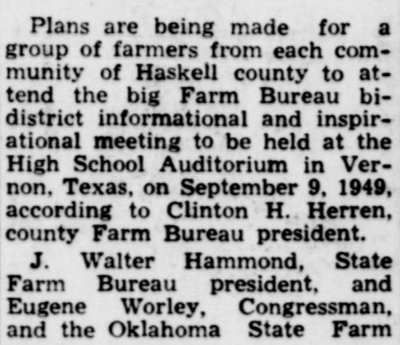 Plans are being made for a
group of farmers from each com-
munity of Haskell county to at-
tend the big Farm Bureau bi-
district informational and inspir-
ational meeting to be held at the
High School Auditorium in Ver-
non, Texas, on September 9, 1949,
according to Clinton H. Herren,
county Farm Bureau president.
J. Walter Hammond, State
Farm Bureau president, and
Eugene Worley, Congressman,
and the Oklahoma State Farm